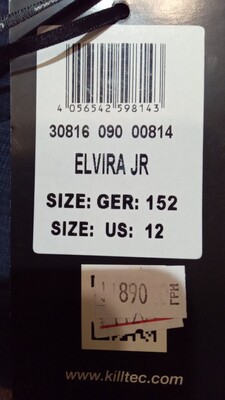 4 056542 598143
30816 090 00814
ELVIRA JR
SIZE: GER: 152
SIZE: US: 12
890 ГРН
www.killtec.com